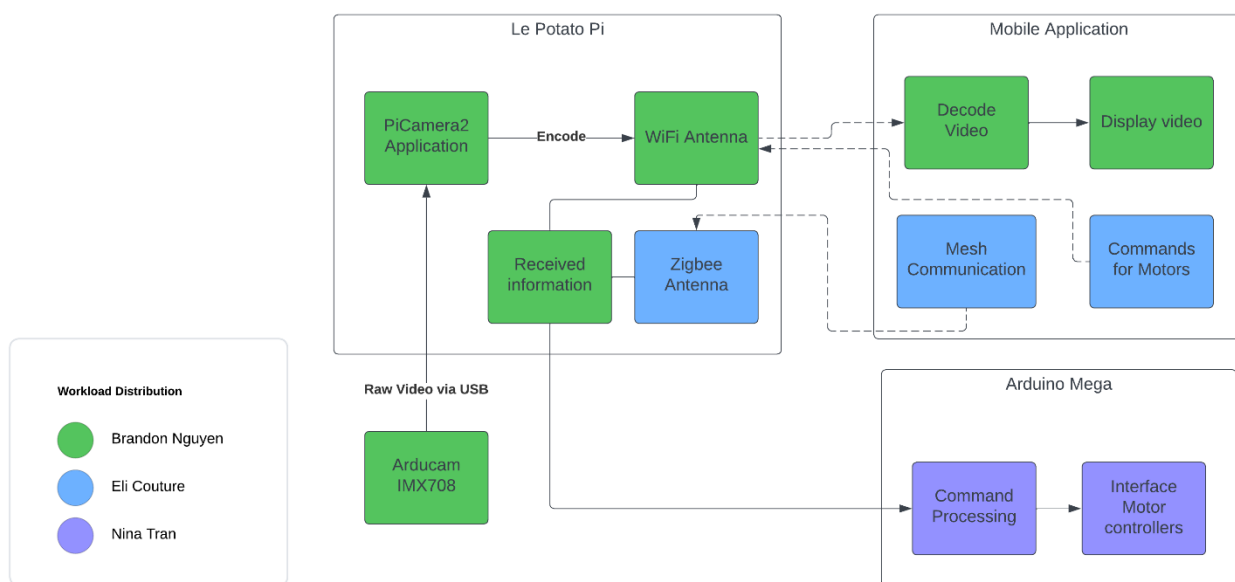 Le Potato Pi
Mobile Application
PiCamera2
Application
Encode
WiFi Antenna
Decode
Video
Display video
Received
information
Zigbee
Antenna
Mesh
Communication
Commands
for Motors
Raw Video via USB
Arducam
IMX708
Arduino Mega
Command
Processing
Interface
Motor
controllers
Workload Distribution
Brandon Nguyen
Eli Couture
Nina Tran